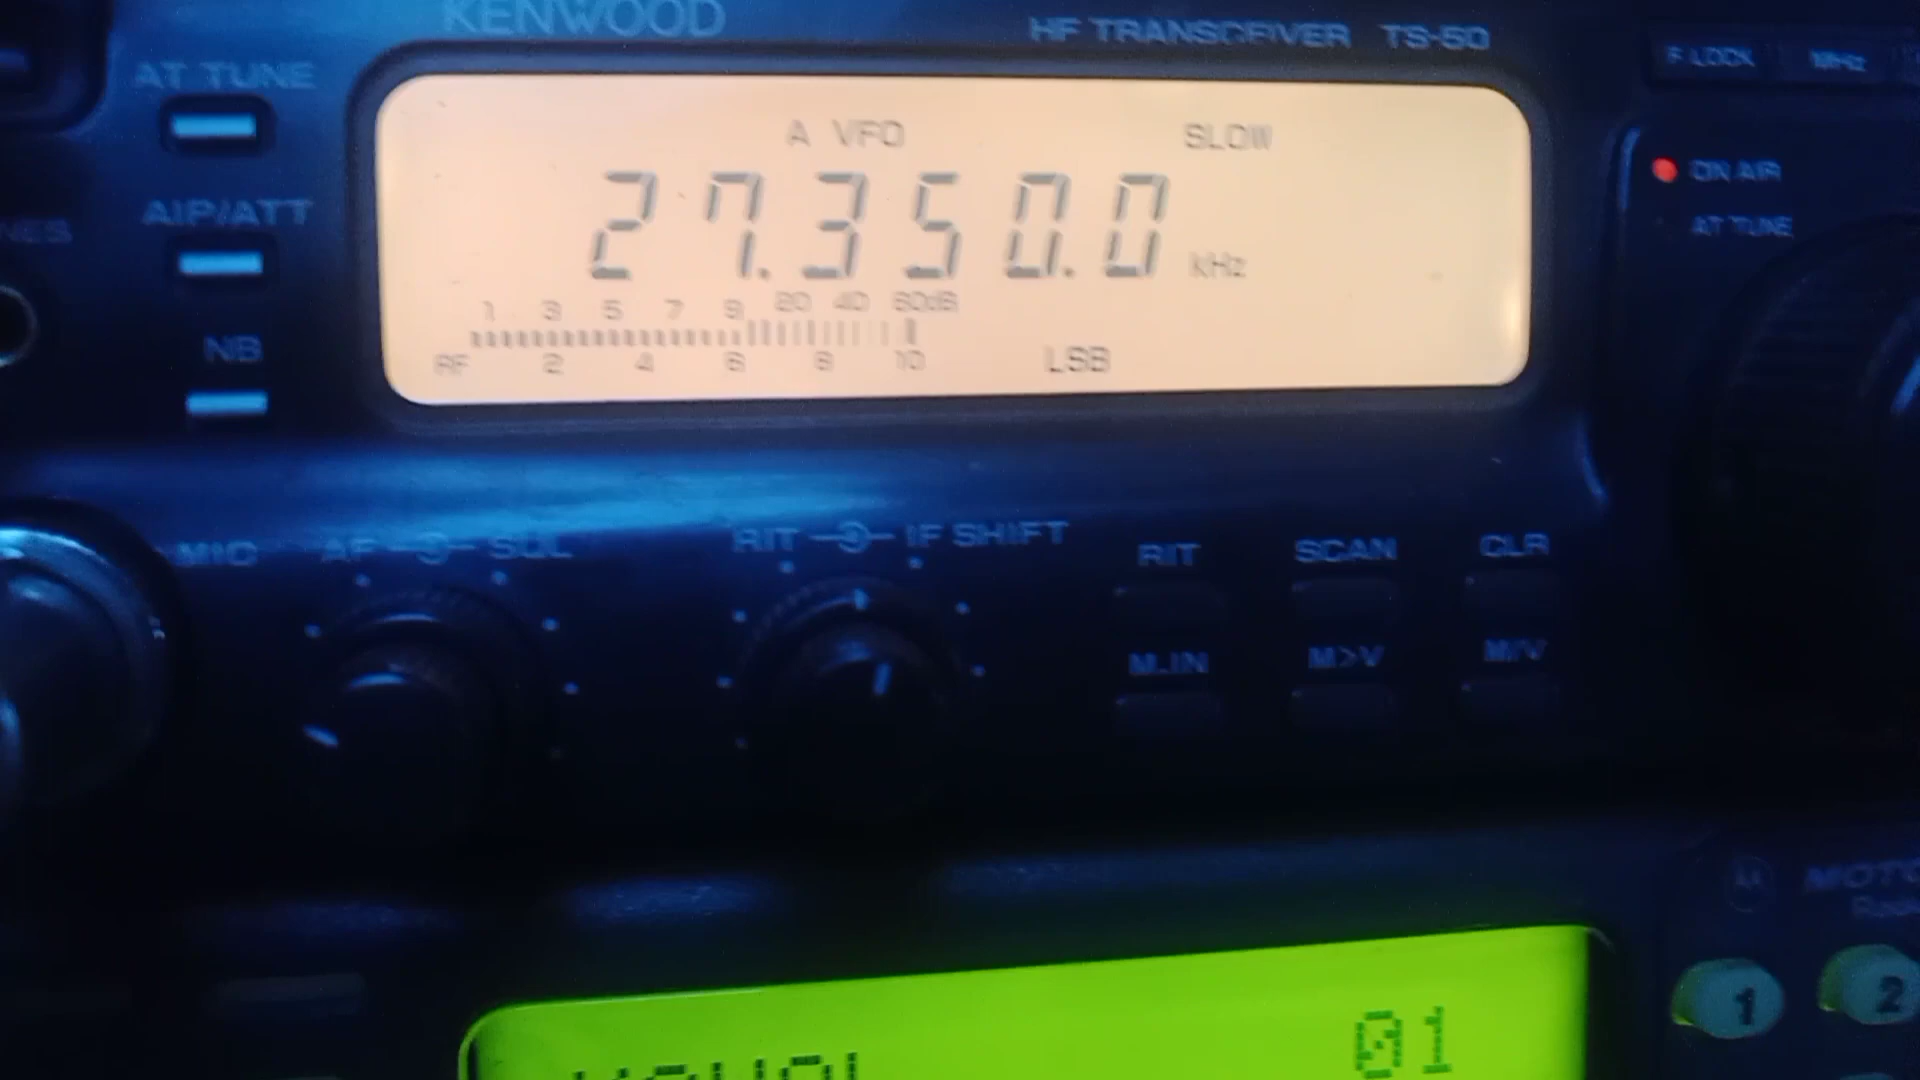 KENWOOD
HF TRANSCEIVER TS-50
F LOCK MHz
AT TUNE
A VFO SLOW
ON AIR
AIP/ATT
27.350.0 kHz
AT TUNE
NB
1 3 5 7 9 20 40 60dB
RF 2 4 6 8 10 LSB
MIC AF SQL RIT IF SHIFT RIT SCAN CLR
M.IN M>V M/V
1 2
01